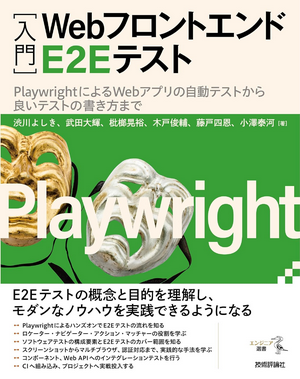 [入門]
Webフロントエンド
E2Eテスト
PlaywrightによるWebアプリの自動テストから
良いテストの書き方まで
渋川よしき、武田大輝、枇榔晃裕、木戸俊輔、藤戸四恩、小澤泰河 [著]
Playwright
E2Eテストの概念と目的を理解し、
モダンなノウハウを実践できるようになる
Playwrightによるハンズオンで E2Eテストの流れを知る
ロケーター・ナビゲーター・アクション・マッチャーの役割を学ぶ
ソフトウェアテストの構成要素とE2Eテストのカバー範囲を知る
スクリーンショットからマルチブラウザ、認証対応まで、実践的な手法を学ぶ
コンポーネント、Web APIへのインテグレーションテストを行う
CIへ組み込み、プロジェクトへ実戦投入する
エンジニア
選書
技術評論社